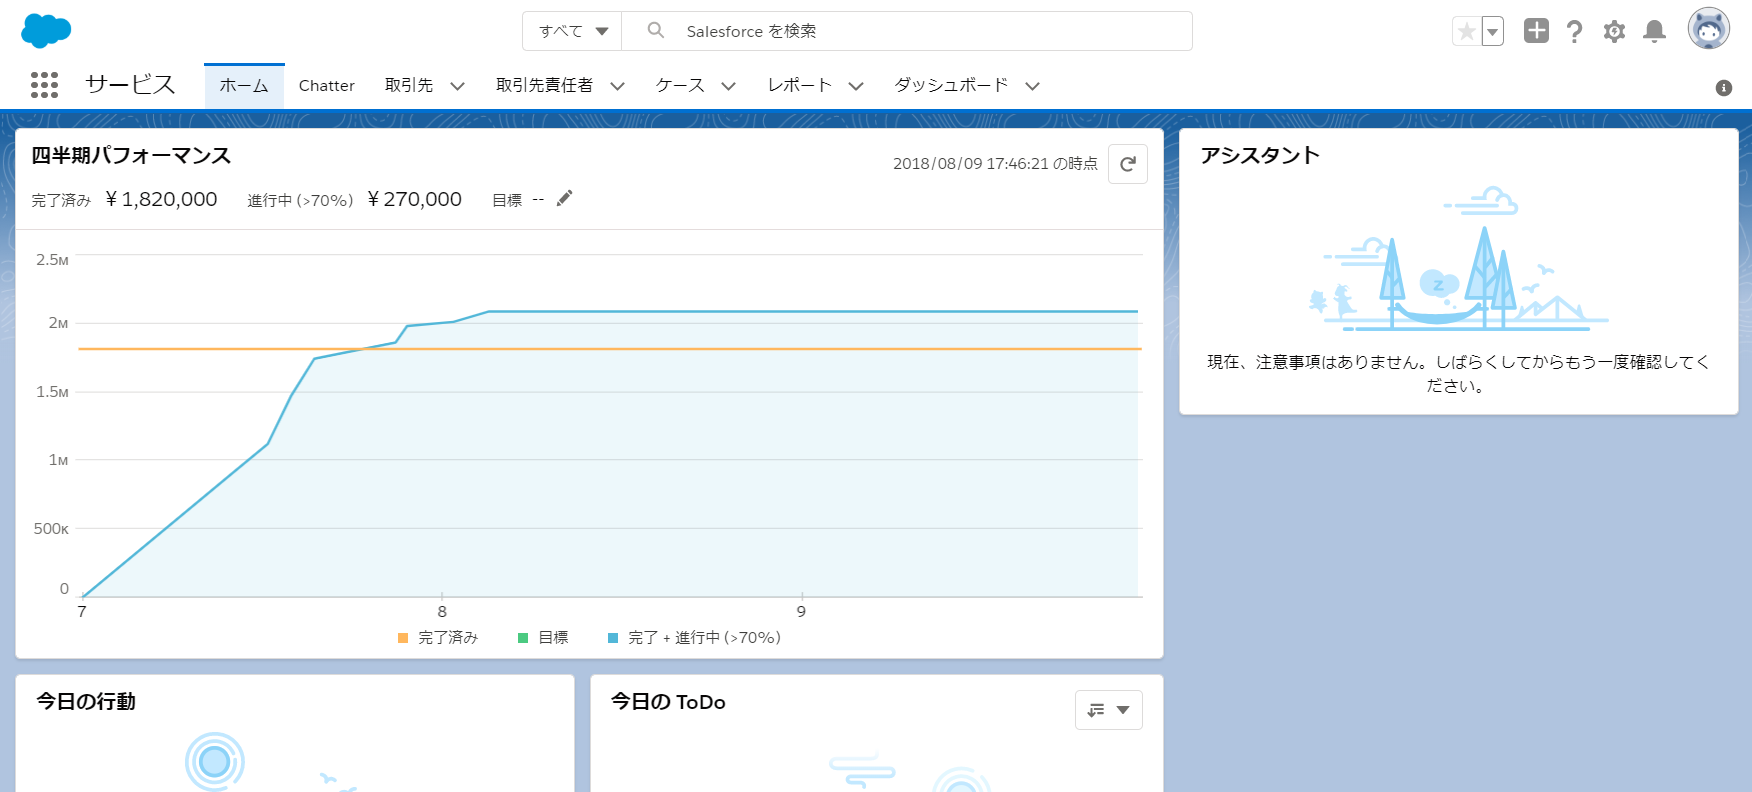 すべて
Salesforce を検索
サービス
ホーム
Chatter
取引先
取引先責任者
ケース
レポート
ダッシュボード
四半期パフォーマンス
2018/08/09 17:46:21 の時点
完了済み ¥ 1,820,000 進行中 (>70%) ¥ 270,000 目標 --
2.5M
2M
1.5M
1M
500K
0
7 8 9
完了済み 目標 完了 + 進行中 (>70%)
アシスタント
z
現在、注意事項はありません。しばらくしてからもう一度確認してく
ださい。
今日の行動
今日の ToDo